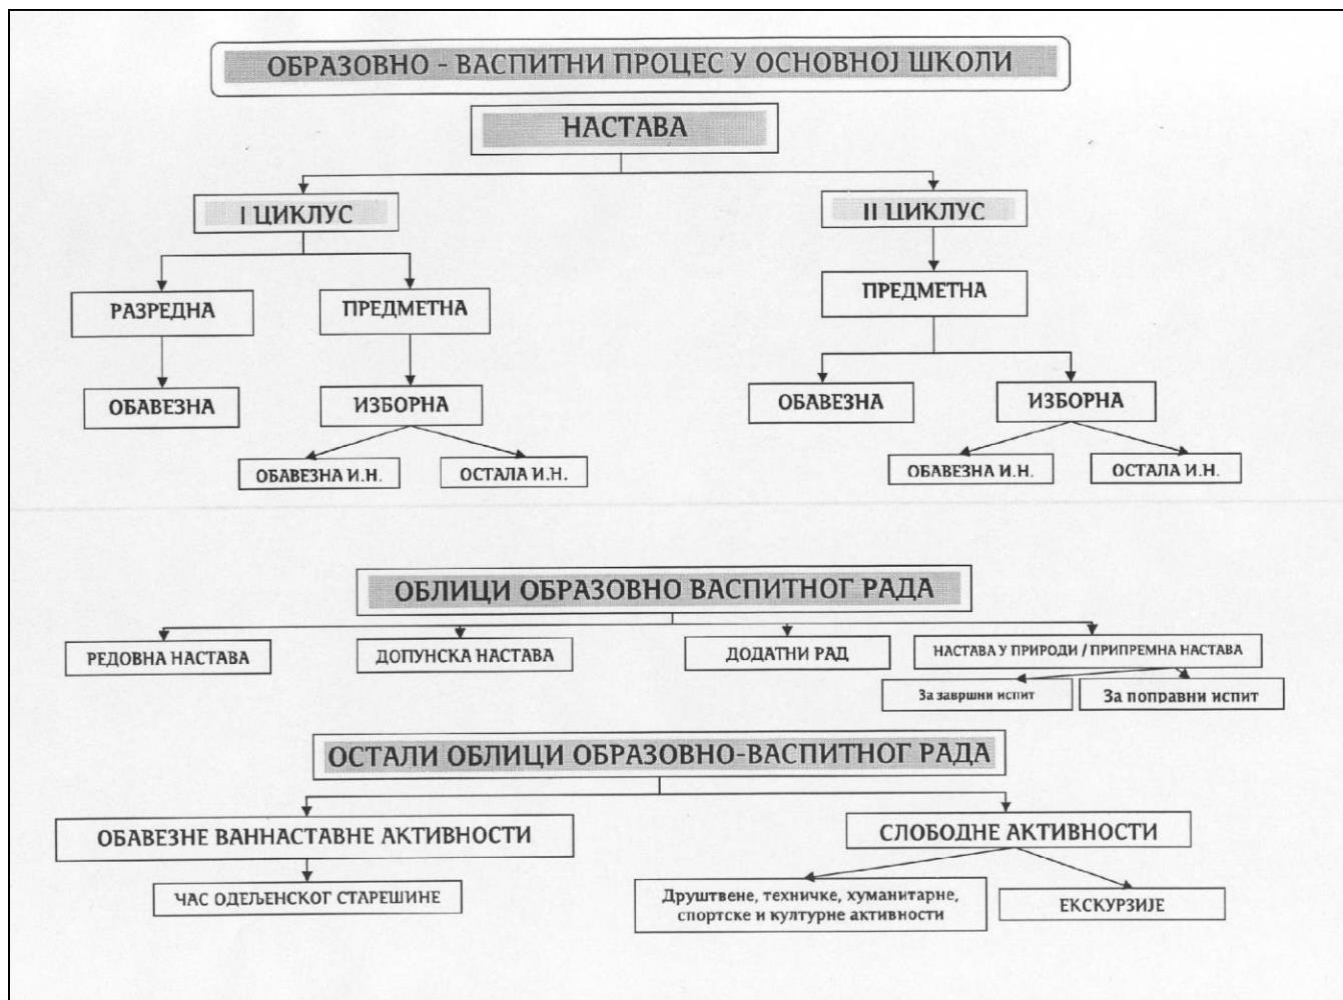 ОБРАЗОВНО - ВАСПИТНИ ПРОЦЕС У ОСНОВНОЈ ШКОЛИ
НАСТАВА
I ЦИКЛУС
II ЦИКЛУС
РАЗРЕДНА
ПРЕДМЕТНА
ПРЕДМЕТНА
ОБАВЕЗНА
ИЗБОРНА
ОБАВЕЗНА
ИЗБОРНА
ОБАВЕЗНА И.Н.
ОСТАЛА И.Н.
ОБАВЕЗНА И.Н.
ОСТАЛА И.Н.
ОБЛИЦИ ОБРАЗОВНО ВАСПИТНОГ РАДА
РЕДОВНА НАСТАВА
ДОПУНСКА НАСТАВА
ДОДАТНИ РАД
НАСТАВА У ПРИРОДИ / ПРИПРЕМНА НАСТАВА
За завршни испит
За поправни испит
ОСТАЛИ ОБЛИЦИ ОБРАЗОВНО-ВАСПИТНОГ РАДА
ОБАВЕЗНЕ ВАННАСТАВНЕ АКТИВНОСТИ
СЛОБОДНЕ АКТИВНОСТИ
ЧАС ОДЕЉЕНСКОГ СТАРЕШИНЕ
Друштвене, техничке, хуманитарне,
спортске и културне активности
ЕКСКУРЗИЈЕ